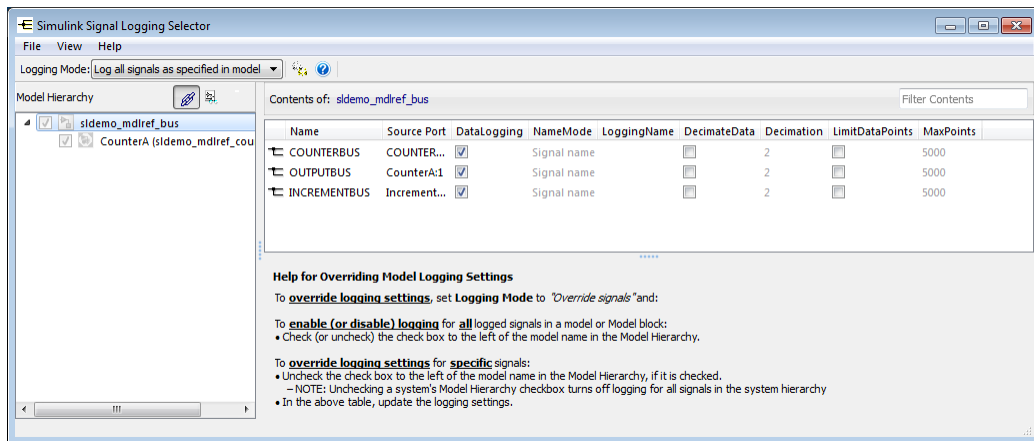 Simulink Signal Logging Selector
File View Help
Logging Mode: Log all signals as specified in model
Model Hierarchy
Contents of: sldemo_mdlref_bus
Filter Contents
sldemo_mdlref_bus
CounterA (sldemo_mdlref_cou
Name Source Port DataLogging NameMode LoggingName DecimateData Decimation LimitDataPoints MaxPoints
COUNTERBUS COUNTER... Signal name 2 5000
OUTPUTBUS CounterA:1 Signal name 2 5000
INCREMENTBUS Increment... Signal name 2 5000
Help for Overriding Model Logging Settings
To override logging settings, set Logging Mode to "Override signals" and:
To enable (or disable) logging for all logged signals in a model or Model block:
• Check (or uncheck) the check box to the left of the model name in the Model Hierarchy.
To override logging settings for specific signals:
• Uncheck the check box to the left of the model name in the Model Hierarchy, if it is checked.
– NOTE: Unchecking a system's Model Hierarchy checkbox turns off logging for all signals in the system hierarchy
• In the above table, update the logging settings.